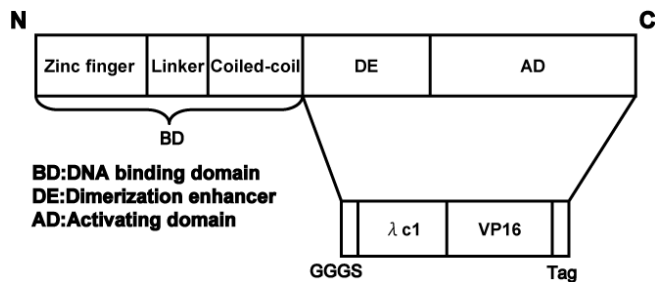 N C
Zinc finger Linker Coiled-coil DE AD
BD
BD:DNA binding domain
DE:Dimerization enhancer
AD:Activating domain
λ c1 VP16
GGGS Tag